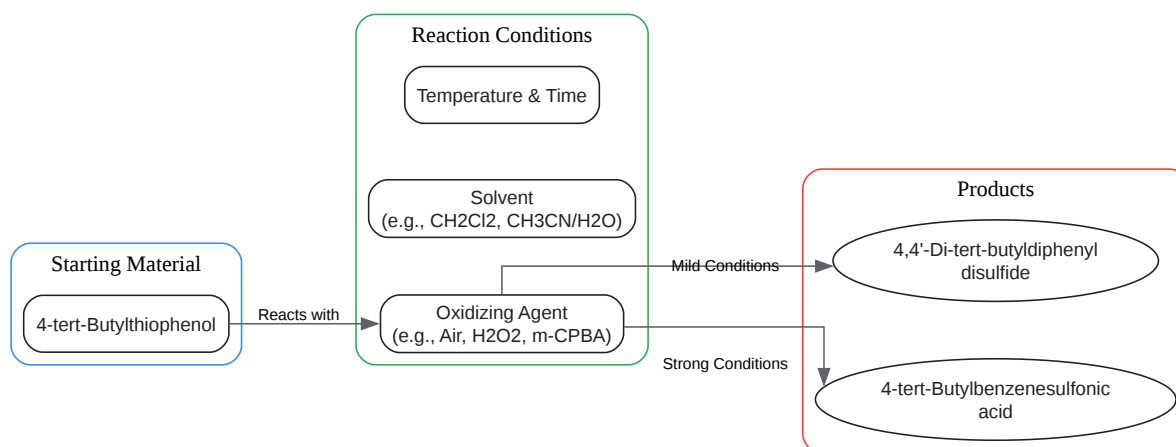 Reaction Conditions
Temperature & Time
Solvent
(e.g., CH2Cl2, CH3CN/H2O)
Products
Starting Material
4,4'-Di-tert-butyldiphenyl
disulfide
Mild Conditions
4-tert-Butylthiophenol
Reacts with
Oxidizing Agent
(e.g., Air, H2O2, m-CPBA)
Strong Conditions
4-tert-Butylbenzenesulfonic
acid